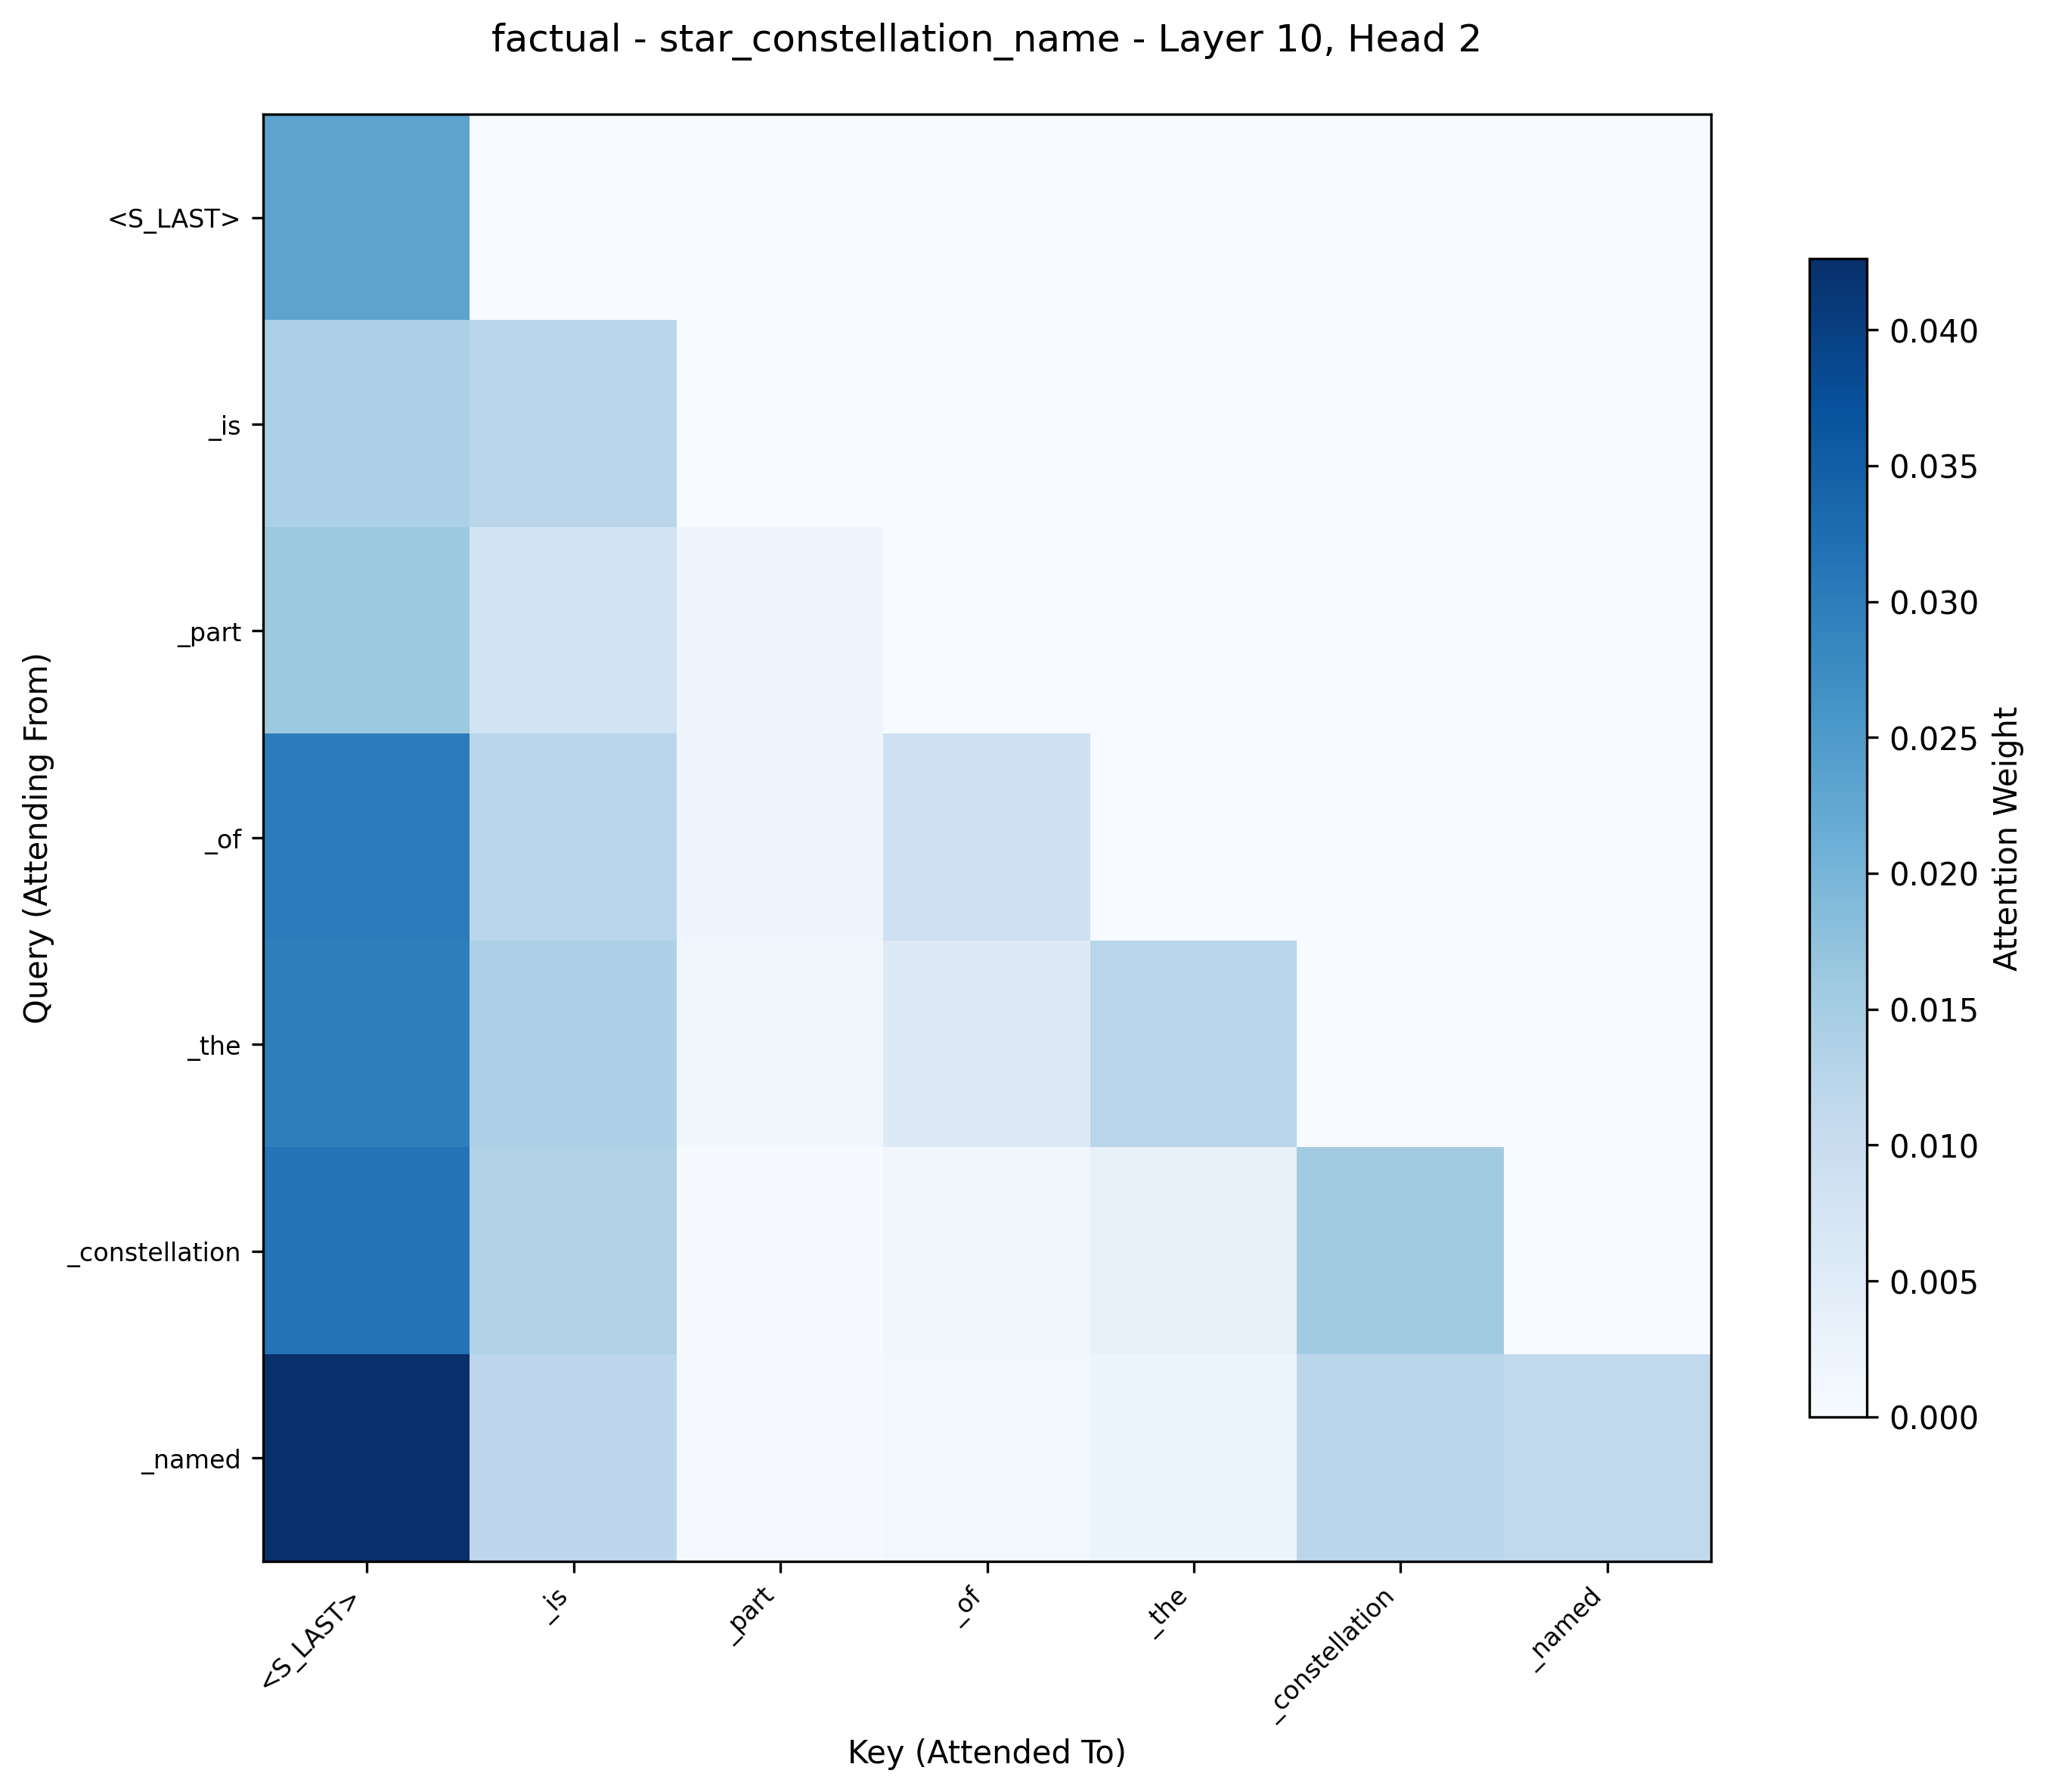 factual - star_constellation_name - Layer 10, Head 2
Query (Attending From)
<S_LAST>
_is
_part
_of
_the
_constellation
_named
<S_LAST>
_is
_part
_of
_the
_constellation
_named
Key (Attended To)
0.040
0.035
0.030
0.025
0.020
0.015
0.010
0.005
0.000
Attention Weight